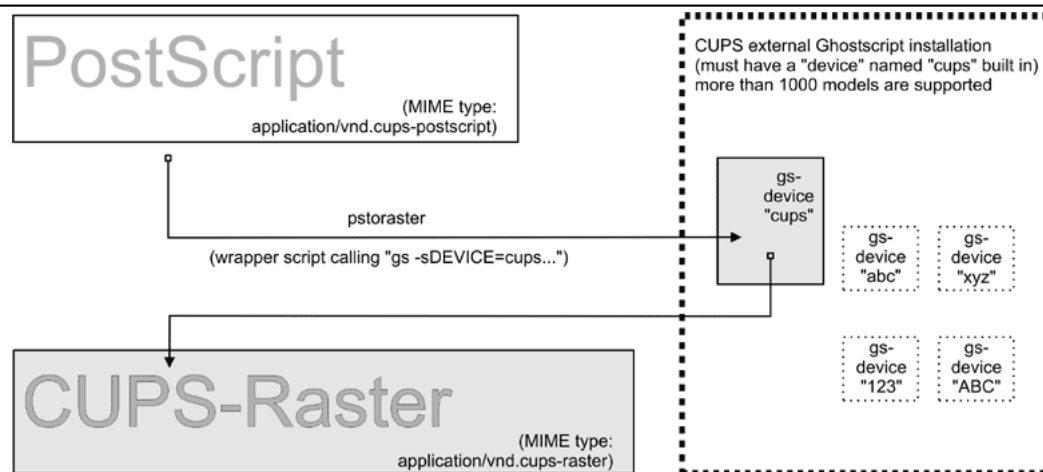 PostScript
(MIME type:
application/vnd.cups-postscript)
CUPS external Ghostscript installation
(must have a "device" named "cups" built in)
more than 1000 models are supported
gs-
device
"cups"
pstoraster
(wrapper script calling "gs -sDEVICE=cups...")
gs-
device
"abc"
gs-
device
"xyz"
gs-
device
"123"
gs-
device
"ABC"
CUPS-Raster
(MIME type:
application/vnd.cups-raster)